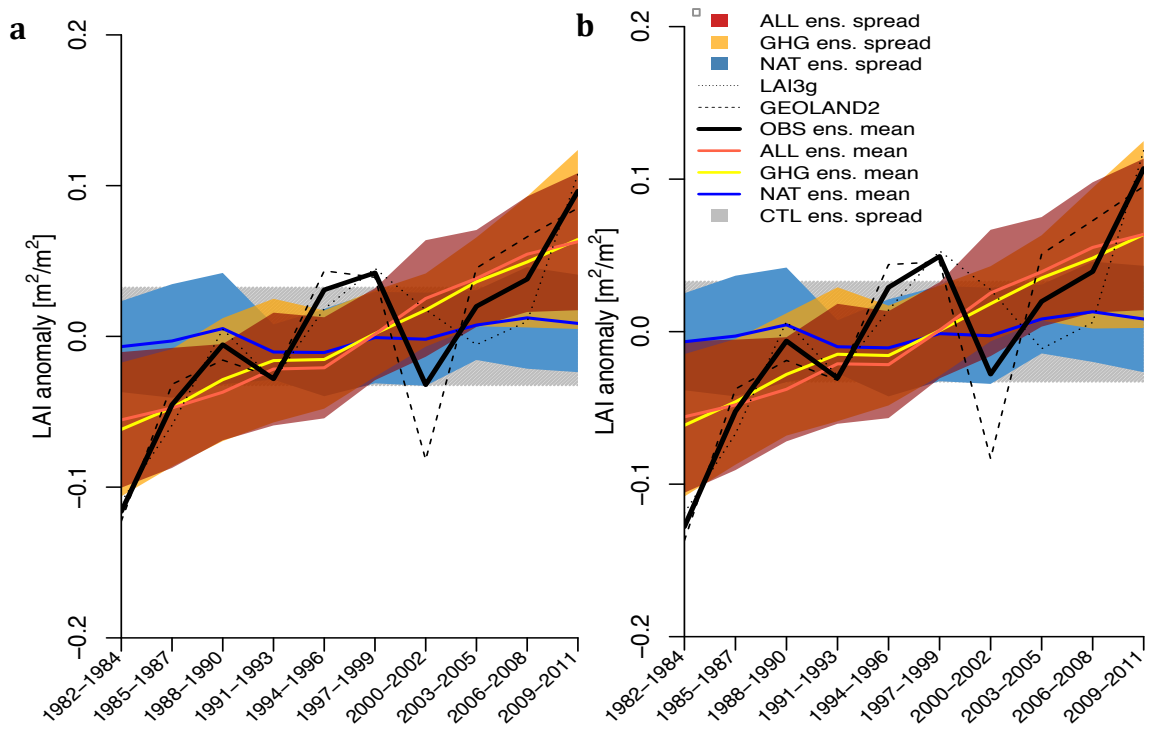 a
LAI anomaly [m²/m²]
0.2
0.1
0.0
−0.1
−0.2
1982−1984
1985−1987
1988−1990
1991−1993
1994−1996
1997−1999
2000−2002
2003−2005
2006−2008
2009−2011
b
ALL ens. spread
GHG ens. spread
NAT ens. spread
LAI3g
GEOLAND2
OBS ens. mean
ALL ens. mean
GHG ens. mean
NAT ens. mean
CTL ens. spread
LAI anomaly [m²/m²]
0.2
0.1
0.0
−0.1
−0.2
1982−1984
1985−1987
1988−1990
1991−1993
1994−1996
1997−1999
2000−2002
2003−2005
2006−2008
2009−2011